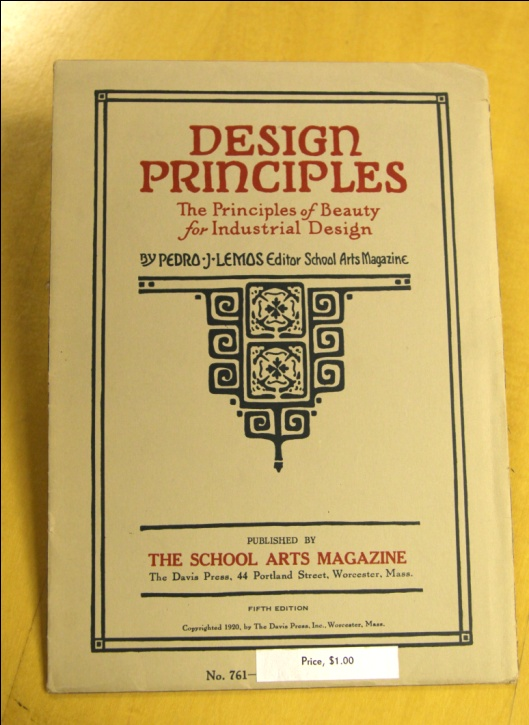 DESIGN
PRINCIPLES
The Principles of Beauty
for Industrial Design
By PEDRO·J·LEMOS Editor School Arts Magazine
PUBLISHED BY
THE SCHOOL ARTS MAGAZINE
The Davis Press, 44 Portland Street, Worcester, Mass.
FIFTH EDITION
Copyrighted 1920, by The Davis Press, Inc., Worcester, Mass.
No. 761—
Price, $1.00